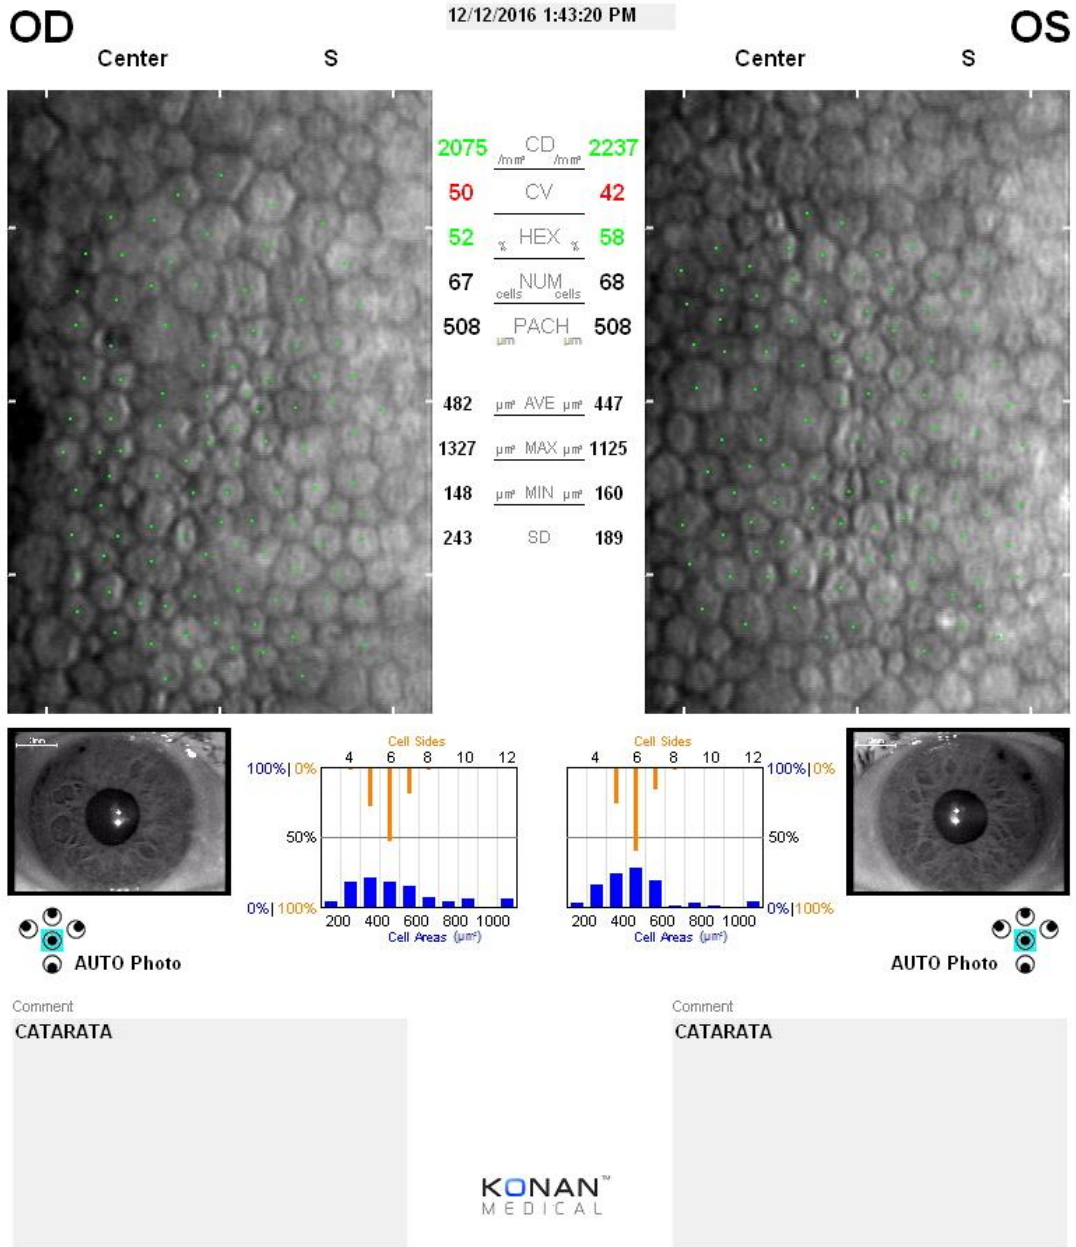 12/12/2016 1:43:20 PM
OD
OS
Center S
Center S
2075 /mm² CD /mm² 2237
50 CV 42
52 % HEX % 58
67 cells NUM cells 68
508 µm PACH µm 508
482 µm² AVE µm² 447
1327 µm² MAX µm² 1125
148 µm² MIN µm² 160
243 SD 189
Cell Sides
4 6 8 10 12
100%|0%
50%
0%|100%
200 400 600 800 1000
Cell Areas (µm²)
Cell Sides
4 6 8 10 12
100%|0%
50%
0%|100%
200 400 600 800 1000
Cell Areas (µm²)
AUTO Photo
AUTO Photo
Comment
CATARATA
Comment
CATARATA
KONAN™
MEDICAL